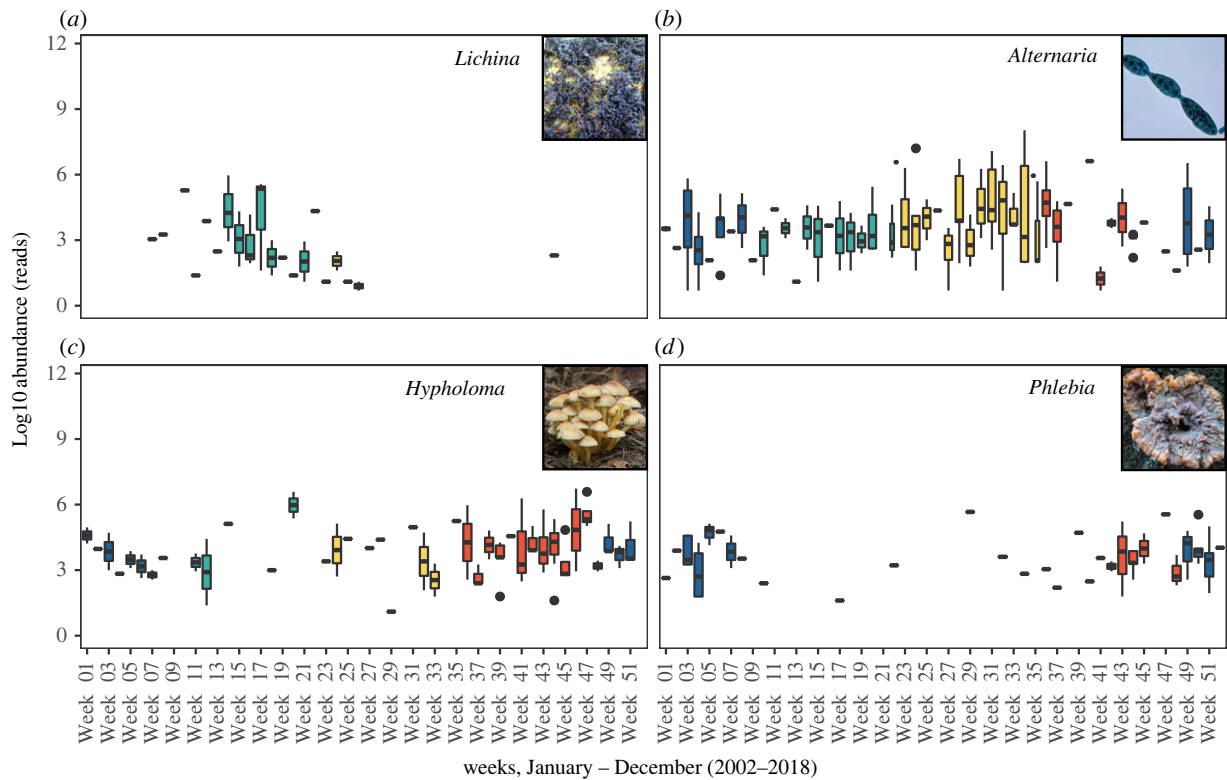 (a)
(b)
Lichina
Alternaria
12
9
6
3
0
(c)
(d)
Hypholoma
Phlebia
12
9
6
3
0
Log10 abundance (reads)
Week 01
Week 03
Week 05
Week 07
Week 09
Week 11
Week 13
Week 15
Week 17
Week 19
Week 21
Week 23
Week 25
Week 27
Week 29
Week 31
Week 33
Week 35
Week 37
Week 39
Week 41
Week 43
Week 45
Week 47
Week 49
Week 51
Week 01
Week 03
Week 05
Week 07
Week 09
Week 11
Week 13
Week 15
Week 17
Week 19
Week 21
Week 23
Week 25
Week 27
Week 29
Week 31
Week 33
Week 35
Week 37
Week 39
Week 41
Week 43
Week 45
Week 47
Week 49
Week 51
weeks, January – December (2002–2018)